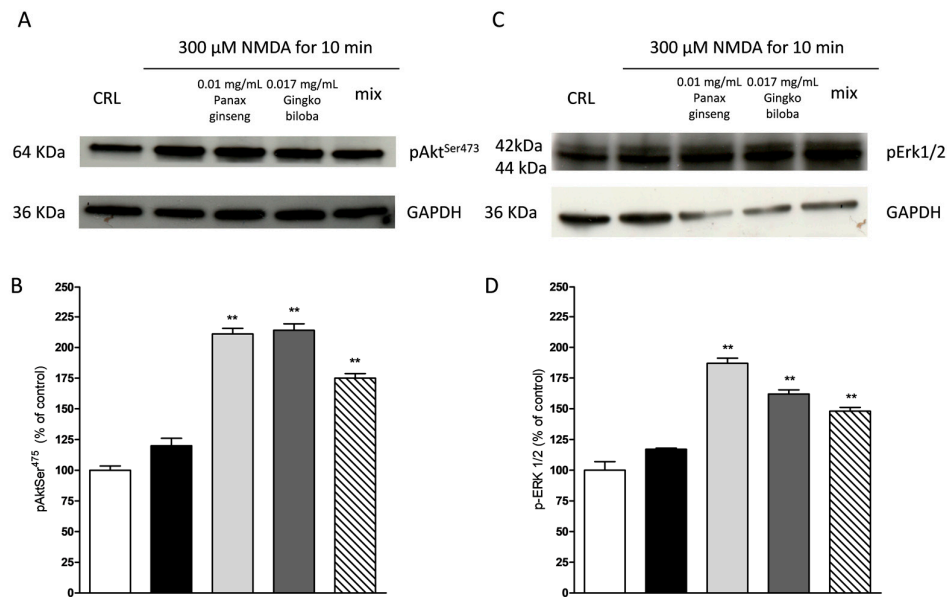 A
300 µM NMDA for 10 min
CRL
0.01 mg/mL
Panax
ginseng
0.017 mg/mL
Gingko
biloba
mix
64 KDa
pAktSer473
36 KDa
GAPDH
C
300 µM NMDA for 10 min
CRL
0.01 mg/mL
Panax
ginseng
0.017 mg/mL
Gingko
biloba
mix
42kDa
44 kDa
pErk1/2
36 KDa
GAPDH
B
pAktSer475 (% of control)
250
225
200
175
150
125
100
75
50
25
0
**
**
**
D
p-ERK 1/2 (% of control)
250
225
200
175
150
125
100
75
50
25
0
**
**
**